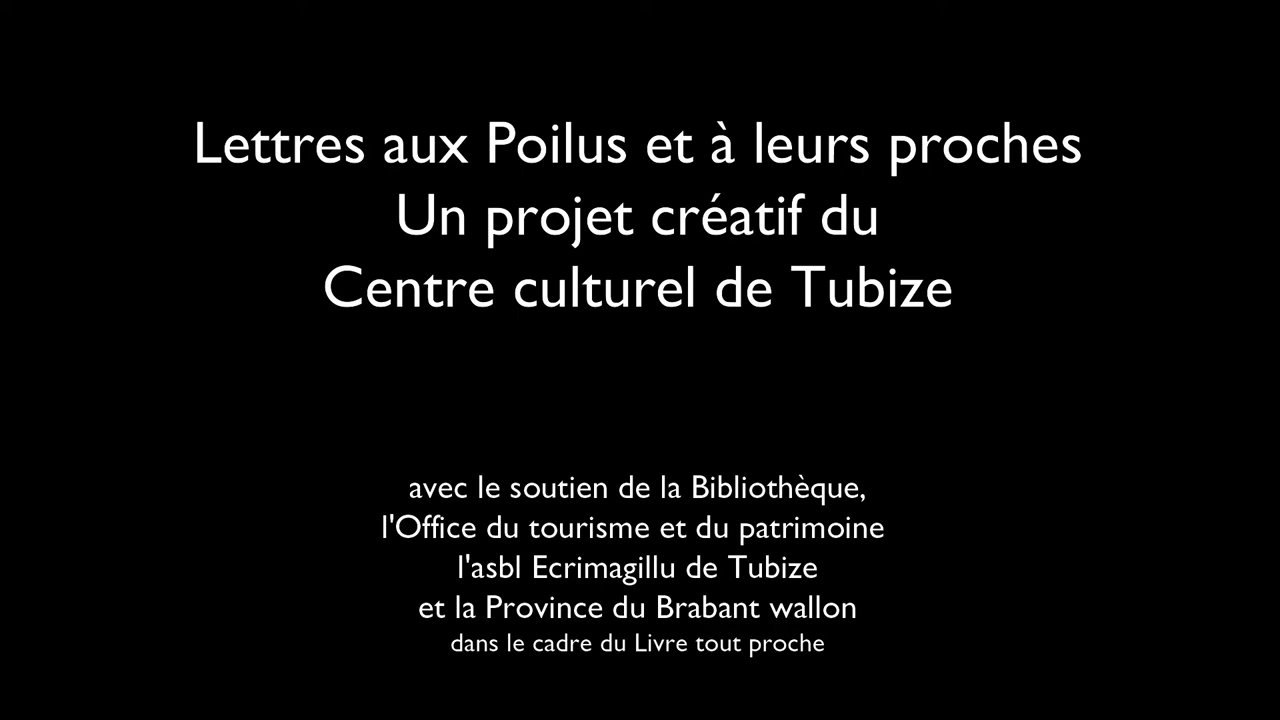 Lettres aux Poilus et à leurs proches
Un projet créatif du
Centre culturel de Tubize
avec le soutien de la Bibliothèque,
l'Office du tourisme et du patrimoine
l'asbl Ecrimagillu de Tubize
et la Province du Brabant wallon
dans le cadre du Livre tout proche